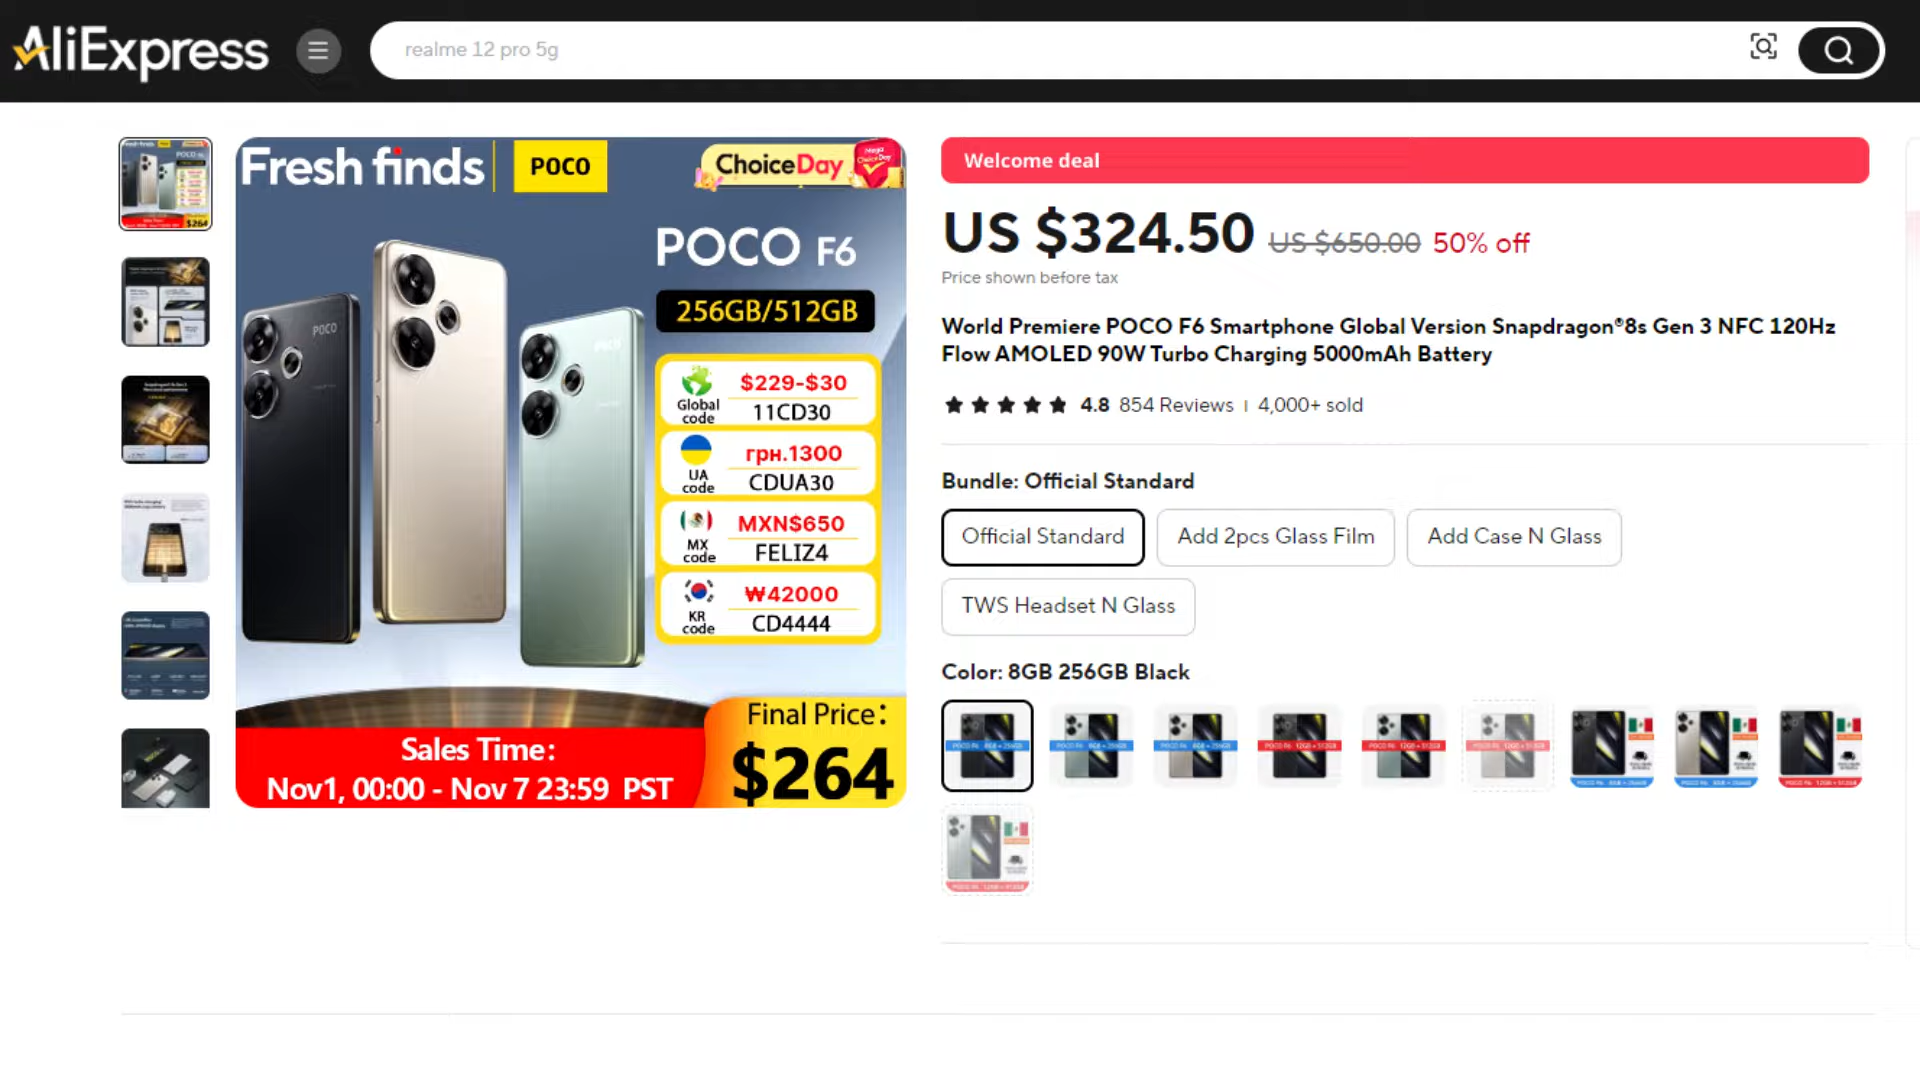 AliExpress
realme 12 pro 5g
Fresh finds
POCO
ChoiceDay
POCO F6
256GB/512GB
Global code
$229-$30
11CD30
UA code
грн.1300
CDUA30
MX code
MXN$650
FELIZ4
KR code
₩42000
CD4444
POCO
Sales Time:
Nov1, 00:00 - Nov 7 23:59 PST
Final Price:
$264
Welcome deal
US $324.50 US $650.00 50% off
Price shown before tax
World Premiere POCO F6 Smartphone Global Version Snapdragon®8s Gen 3 NFC 120Hz
Flow AMOLED 90W Turbo Charging 5000mAh Battery
4.8 854 Reviews | 4,000+ sold
Bundle: Official Standard
Official Standard
Add 2pcs Glass Film
Add Case N Glass
TWS Headset N Glass
Color: 8GB 256GB Black